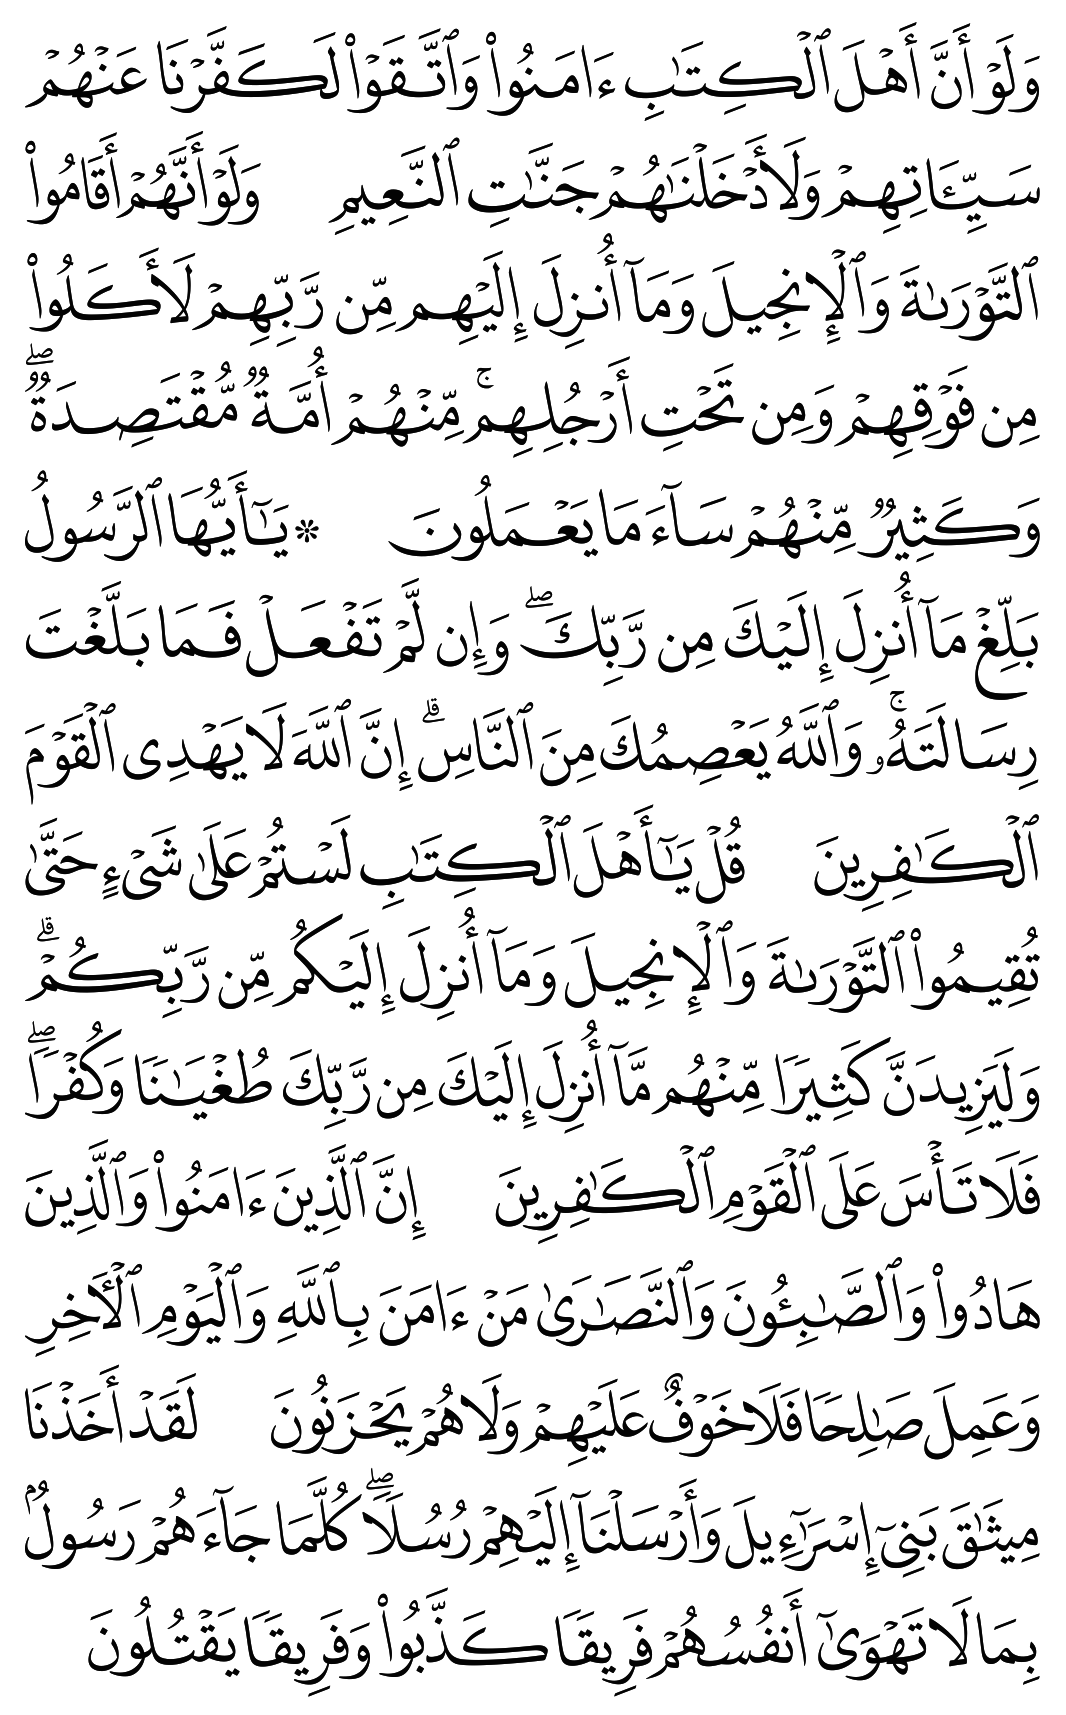 وَلَوْ أَنَّ أَهْلَ ٱلْكِتَٰبِ ءَامَنُوا۟ وَٱتَّقَوْا۟ لَكَفَّرْنَا عَنْهُمْ
سَيِّـَٔاتِهِمْ وَلَأَدْخَلْنَٰهُمْ جَنَّٰتِ ٱلنَّعِيمِ وَلَوْ أَنَّهُمْ أَقَامُوا۟
ٱلتَّوْرَىٰةَ وَٱلْإِنجِيلَ وَمَآ أُنزِلَ إِلَيْهِم مِّن رَّبِّهِمْ لَأَكَلُوا۟
مِن فَوْقِهِمْ وَمِن تَحْتِ أَرْجُلِهِم ۚ مِّنْهُمْ أُمَّةٌ مُّقْتَصِدَةٌ ۖ
وَكَثِيرٌ مِّنْهُمْ سَآءَ مَا يَعْمَلُونَ ۞ يَٰٓأَيُّهَا ٱلرَّسُولُ
بَلِّغْ مَآ أُنزِلَ إِلَيْكَ مِن رَّبِّكَ ۖ وَإِن لَّمْ تَفْعَلْ فَمَا بَلَّغْتَ
رِسَالَتَهُۥ ۚ وَٱللَّهُ يَعْصِمُكَ مِنَ ٱلنَّاسِ ۗ إِنَّ ٱللَّهَ لَا يَهْدِى ٱلْقَوْمَ
ٱلْكَٰفِرِينَ قُلْ يَٰٓأَهْلَ ٱلْكِتَٰبِ لَسْتُمْ عَلَىٰ شَىْءٍ حَتَّىٰ
تُقِيمُوا۟ ٱلتَّوْرَىٰةَ وَٱلْإِنجِيلَ وَمَآ أُنزِلَ إِلَيْكُم مِّن رَّبِّكُمْ ۗ
وَلَيَزِيدَنَّ كَثِيرًا مِّنْهُم مَّآ أُنزِلَ إِلَيْكَ مِن رَّبِّكَ طُغْيَٰنًا وَكُفْرًا ۖ
فَلَا تَأْسَ عَلَى ٱلْقَوْمِ ٱلْكَٰفِرِينَ إِنَّ ٱلَّذِينَ ءَامَنُوا۟ وَٱلَّذِينَ
هَادُوا۟ وَٱلصَّٰبِـُٔونَ وَٱلنَّصَٰرَىٰ مَنْ ءَامَنَ بِٱللَّهِ وَٱلْيَوْمِ ٱلْـَٔاخِرِ
وَعَمِلَ صَٰلِحًا فَلَا خَوْفٌ عَلَيْهِمْ وَلَا هُمْ يَحْزَنُونَ لَقَدْ أَخَذْنَا
مِيثَٰقَ بَنِىٓ إِسْرَٰٓءِيلَ وَأَرْسَلْنَآ إِلَيْهِمْ رُسُلًا ۖ كُلَّمَا جَآءَهُمْ رَسُولٌۢ
بِمَا لَا تَهْوَىٰٓ أَنفُسُهُمْ فَرِيقًا كَذَّبُوا۟ وَفَرِيقًا يَقْتُلُونَ